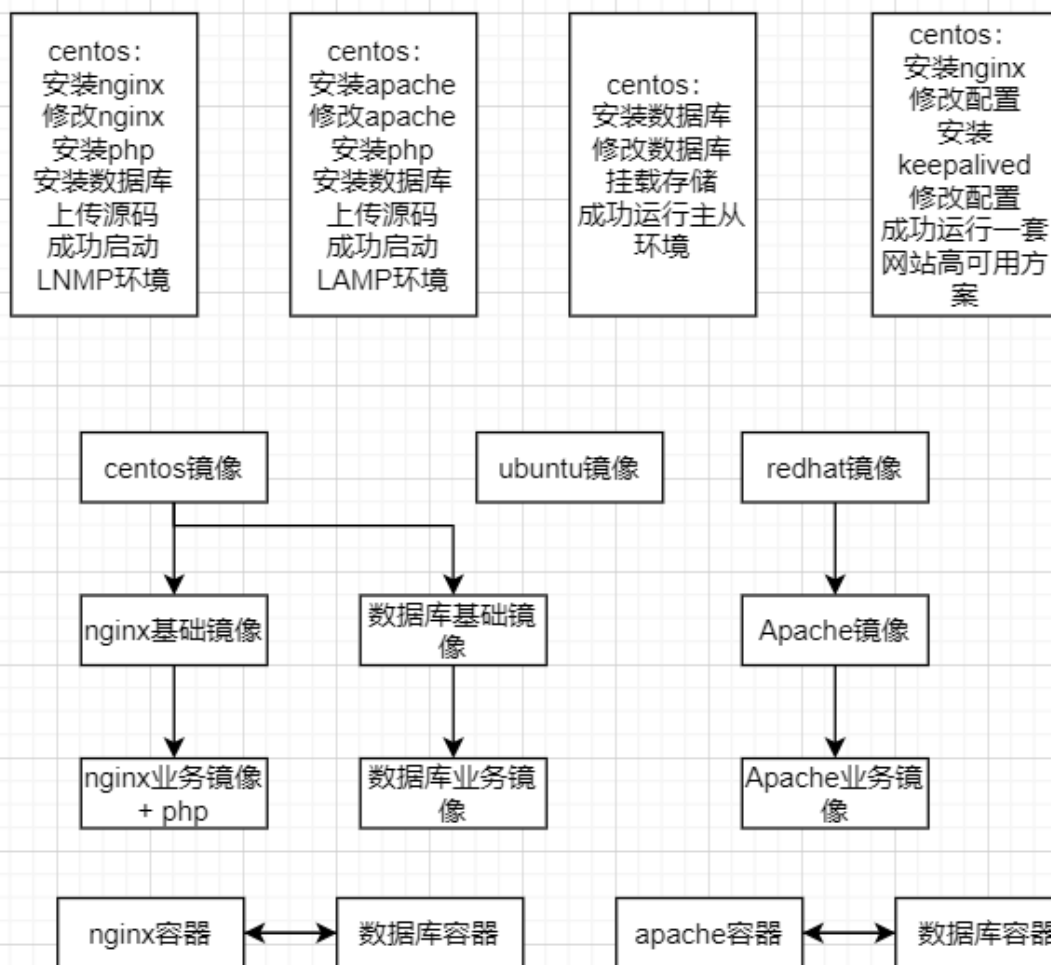 centos：
安装nginx
修改nginx
安装php
安装数据库
上传源码
成功启动
LNMP环境
centos：
安装apache
修改apache
安装php
安装数据库
上传源码
成功启动
LAMP环境
centos：
安装数据库
修改数据库
挂载存储
成功运行主从
环境
centos：
安装nginx
修改配置
安装
keepalived
修改配置
成功运行一套
网站高可用方
案
centos镜像
ubuntu镜像
redhat镜像
nginx基础镜像
数据库基础镜
像
Apache镜像
nginx业务镜像
+ php
数据库业务镜
像
Apache业务镜
像
nginx容器
数据库容器
apache容器
数据库容器